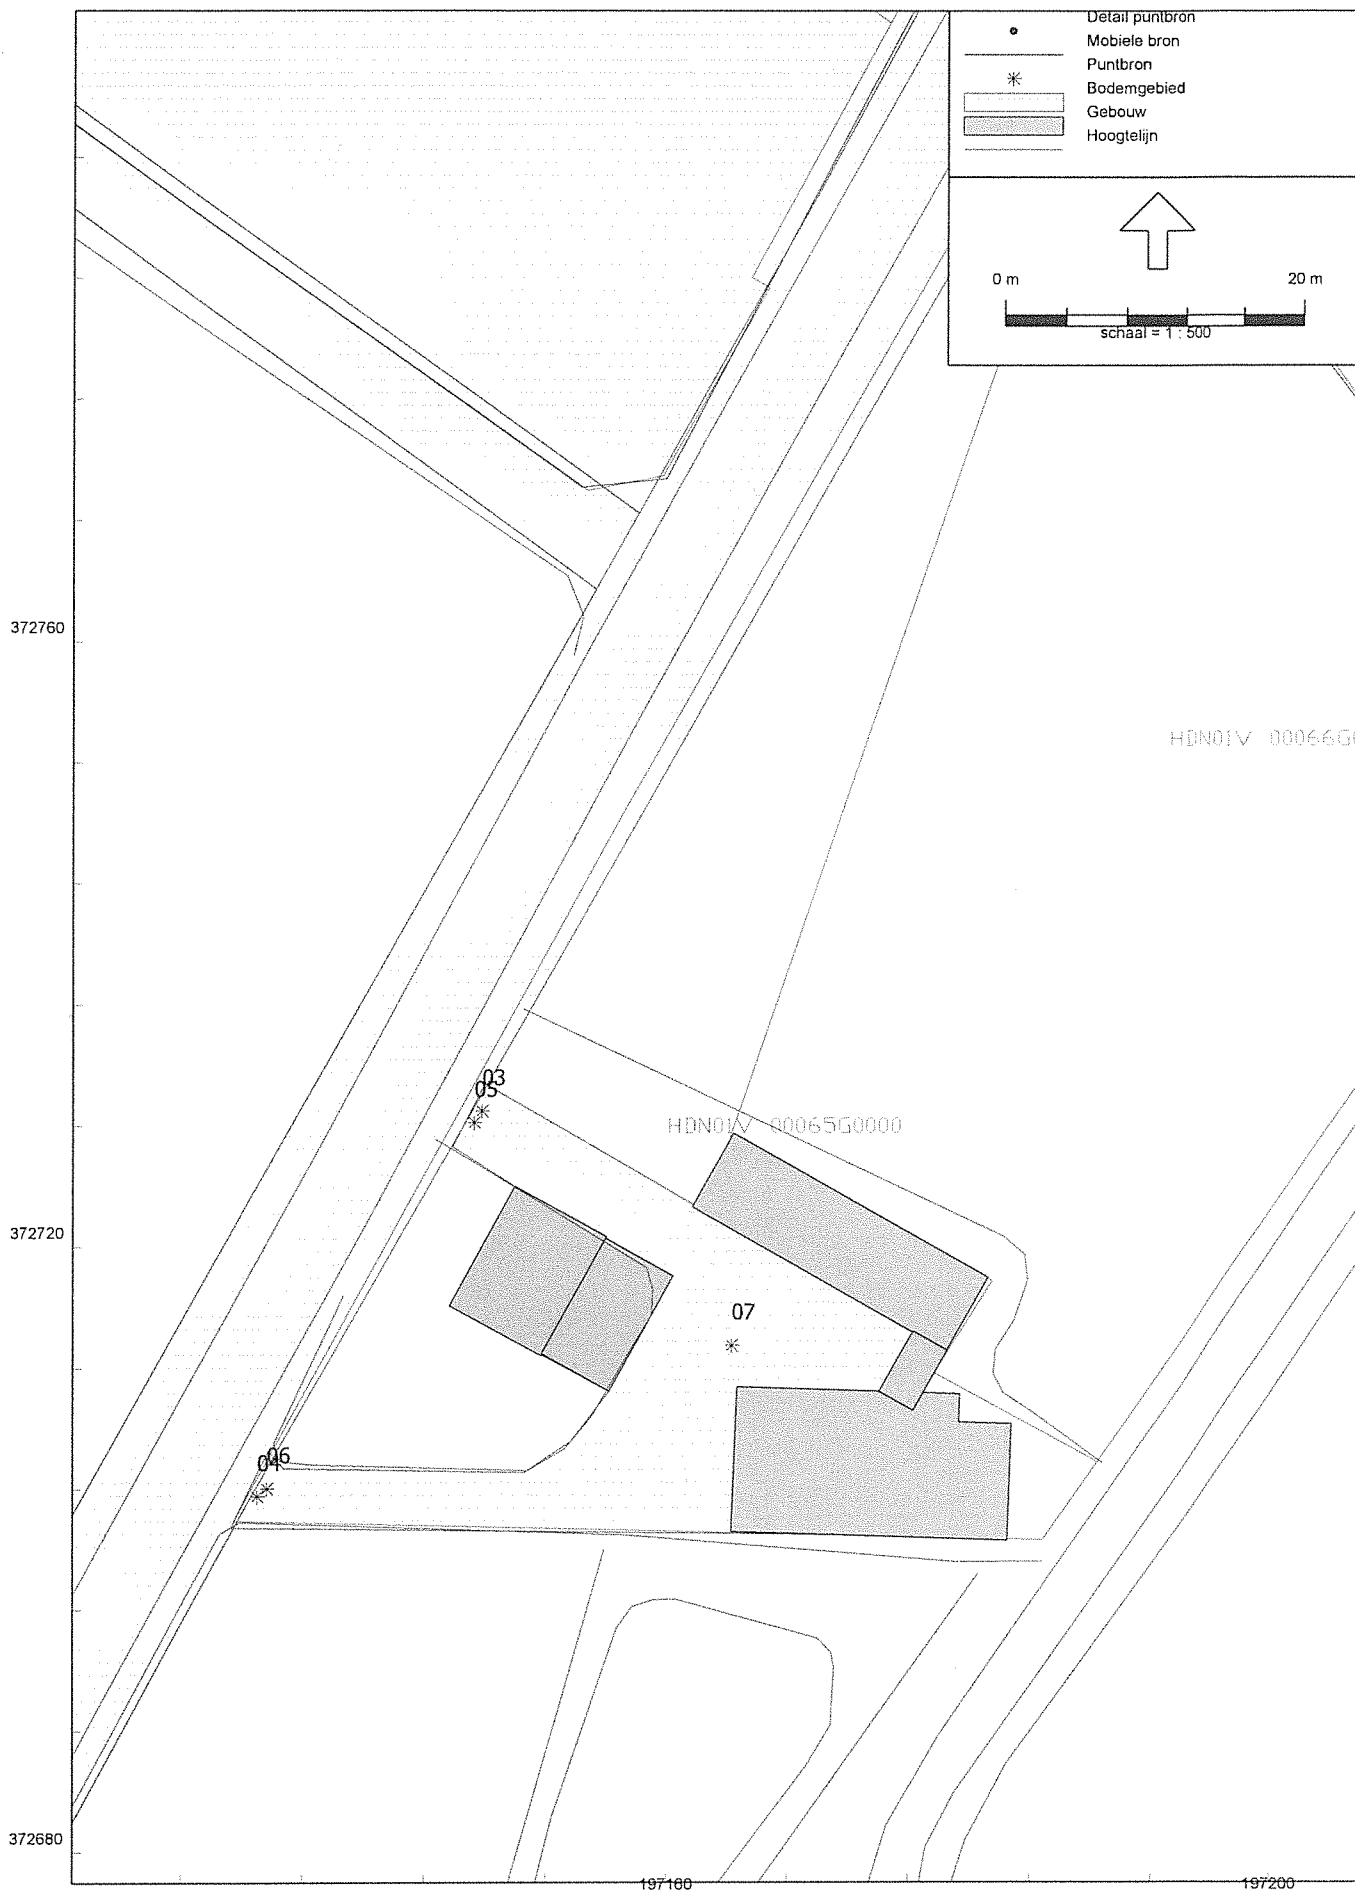 Detail puntbron
Mobiele bron
Puntbron
Bodemgebied
Gebouw
Hoogtelijn
0 m 20 m
schaal = 1 : 500
372760
HDN01V 00066G
03
05
HDN01V 00065G0000
372720
07
06
04
372680
197160 197200